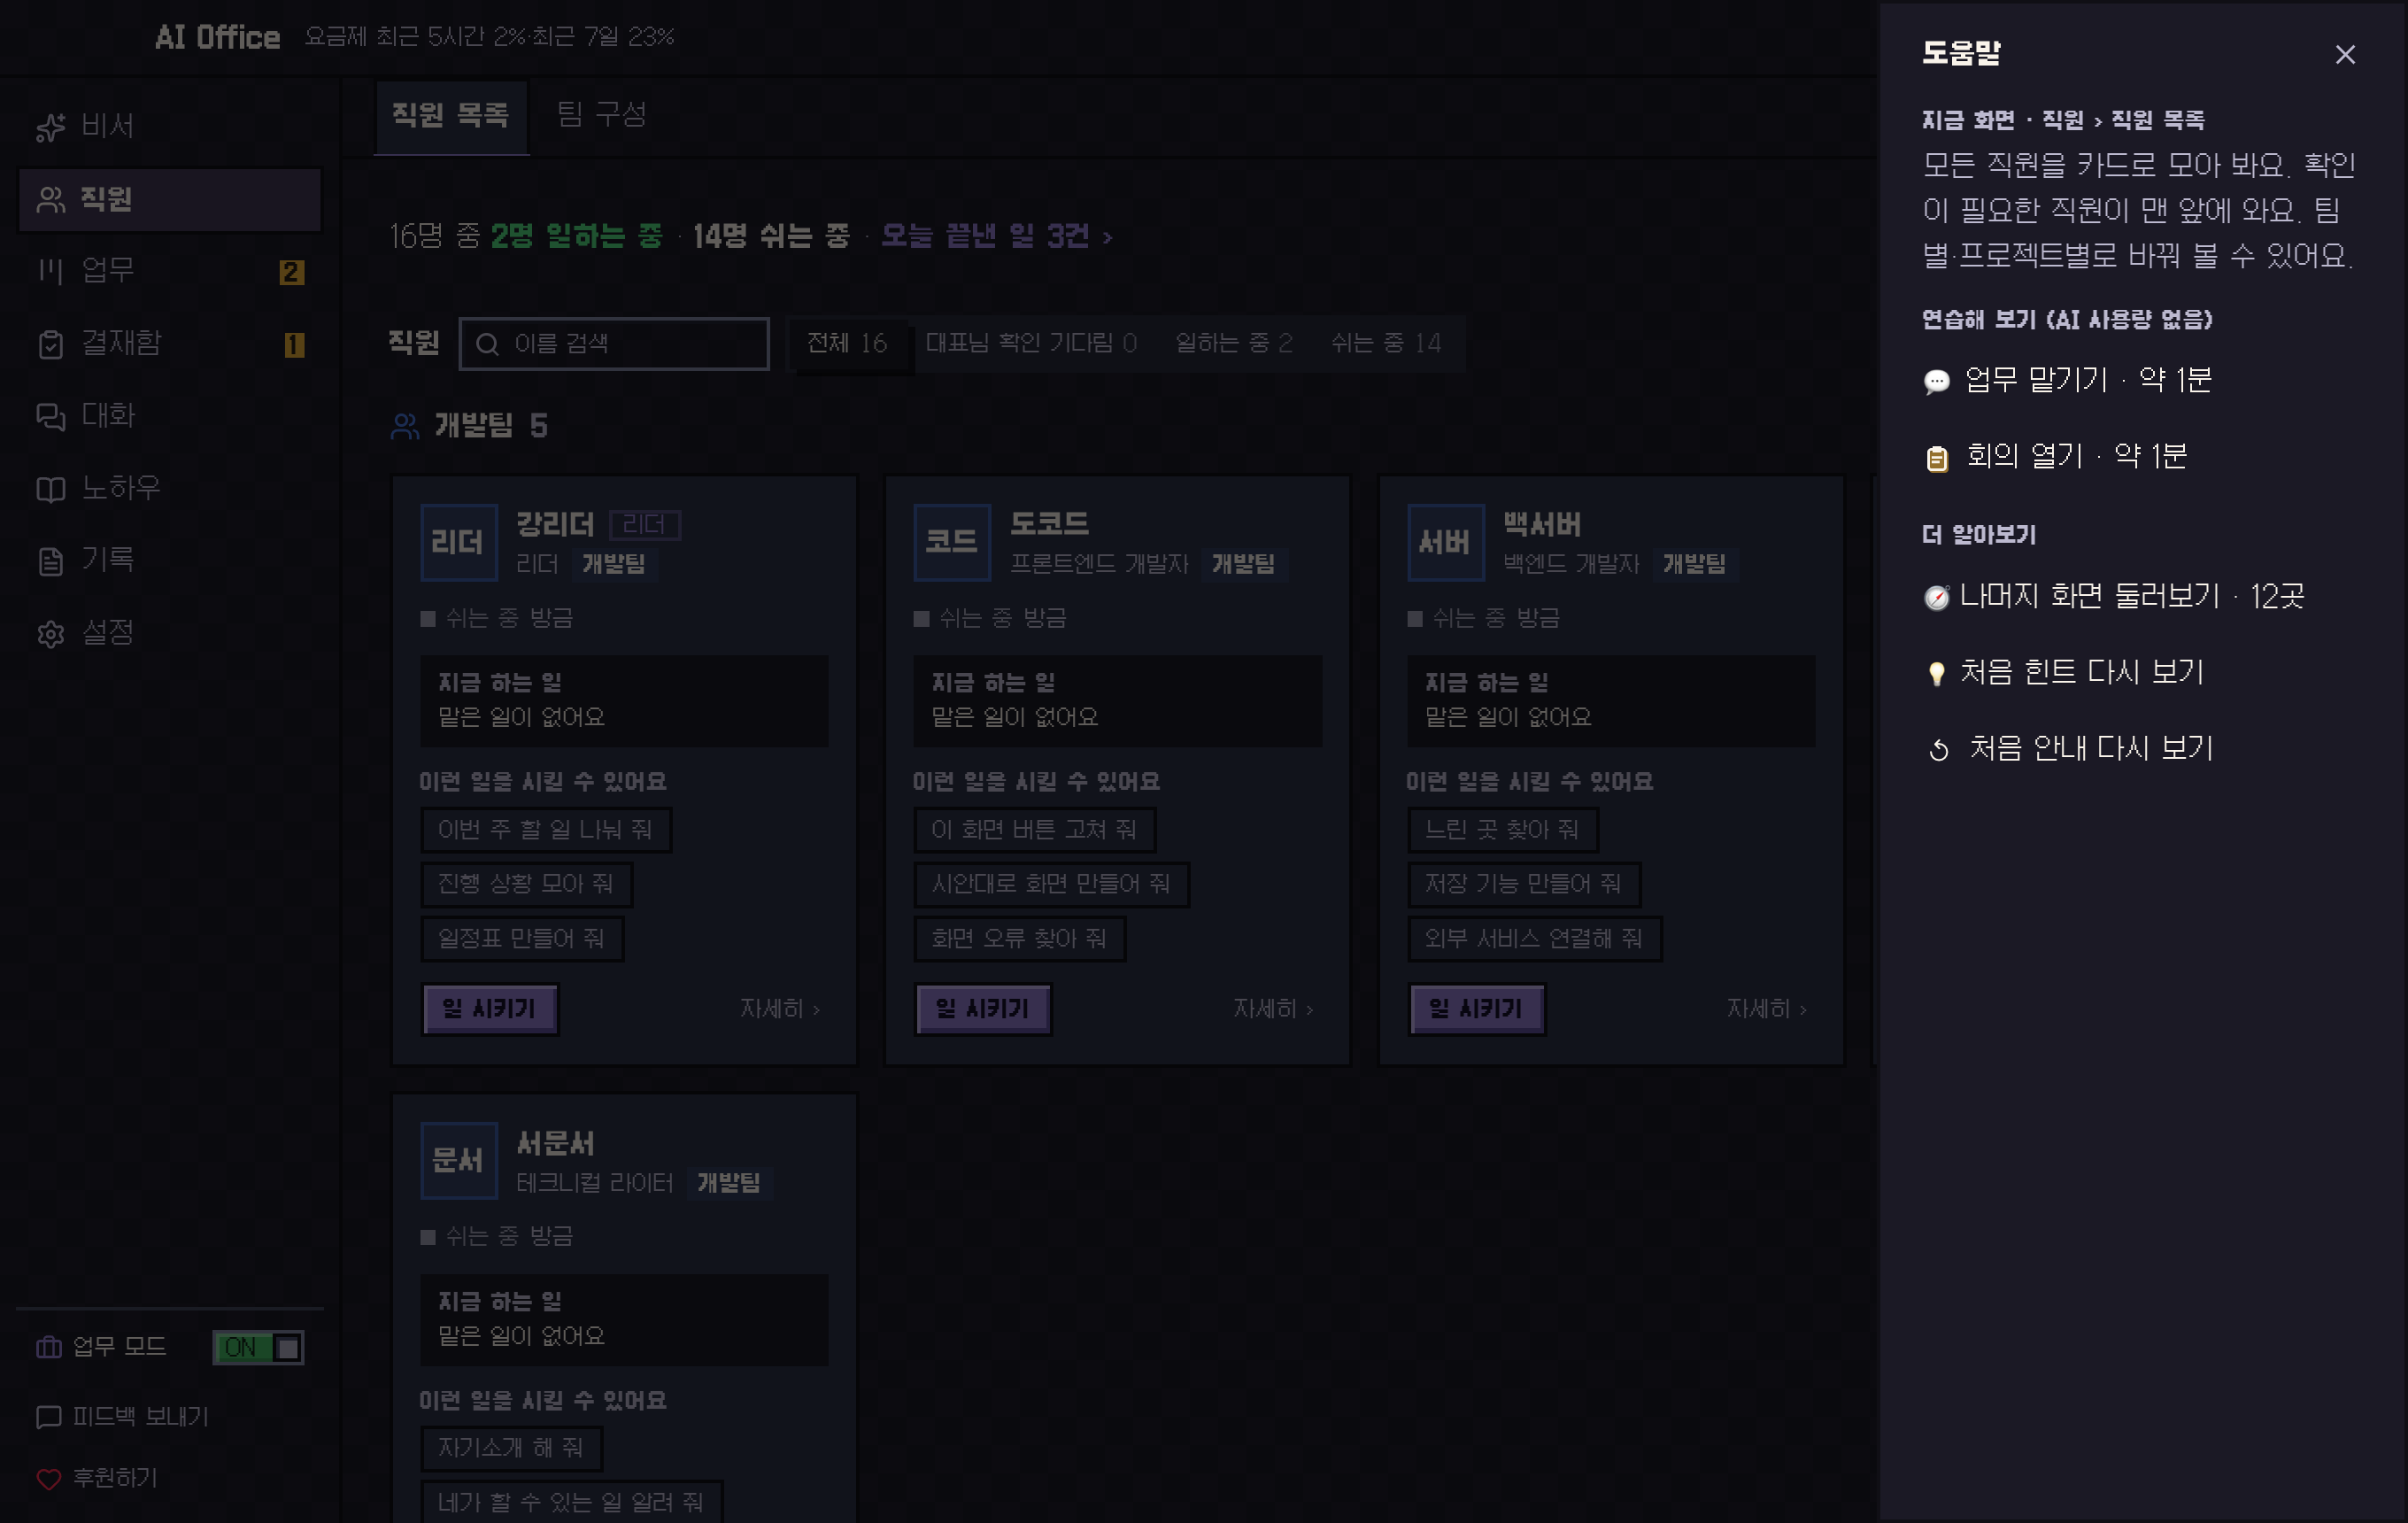 AI Office 요금제 최근 5시간 2%·최근 7일 23%
비서
직원
업무 2
결재함 1
대화
노하우
기록
설정
업무 모드 ON
피드백 보내기
후원하기
직원 목록 팀 구성
16명 중 2명 일하는 중 · 14명 쉬는 중 · 오늘 끝낸 일 3건 ›
직원 이름 검색 전체 16 대표님 확인 기다림 0 일하는 중 2 쉬는 중 14
개발팀 5
리더 강리더 리더
리더 개발팀
쉬는 중 방금
지금 하는 일
맡은 일이 없어요
이런 일을 시킬 수 있어요
이번 주 할 일 나눠 줘
진행 상황 모아 줘
일정표 만들어 줘
일 시키기 자세히 ›
코드 도코드
프론트엔드 개발자 개발팀
쉬는 중 방금
지금 하는 일
맡은 일이 없어요
이런 일을 시킬 수 있어요
이 화면 버튼 고쳐 줘
시안대로 화면 만들어 줘
화면 오류 찾아 줘
일 시키기 자세히 ›
서버 백서버
백엔드 개발자 개발팀
쉬는 중 방금
지금 하는 일
맡은 일이 없어요
이런 일을 시킬 수 있어요
느린 곳 찾아 줘
저장 기능 만들어 줘
외부 서비스 연결해 줘
일 시키기 자세히 ›
문서 서문서
테크니컬 라이터 개발팀
쉬는 중 방금
지금 하는 일
맡은 일이 없어요
이런 일을 시킬 수 있어요
자기소개 해 줘
네가 할 수 있는 일 알려 줘
도움말
지금 화면 · 직원 › 직원 목록
모든 직원을 카드로 모아 봐요. 확인
이 필요한 직원이 맨 앞에 와요. 팀
별·프로젝트별로 바꿔 볼 수 있어요.
연습해 보기 (AI 사용량 없음)
업무 맡기기 · 약 1분
회의 열기 · 약 1분
더 알아보기
나머지 화면 둘러보기 · 12곳
처음 힌트 다시 보기
처음 안내 다시 보기